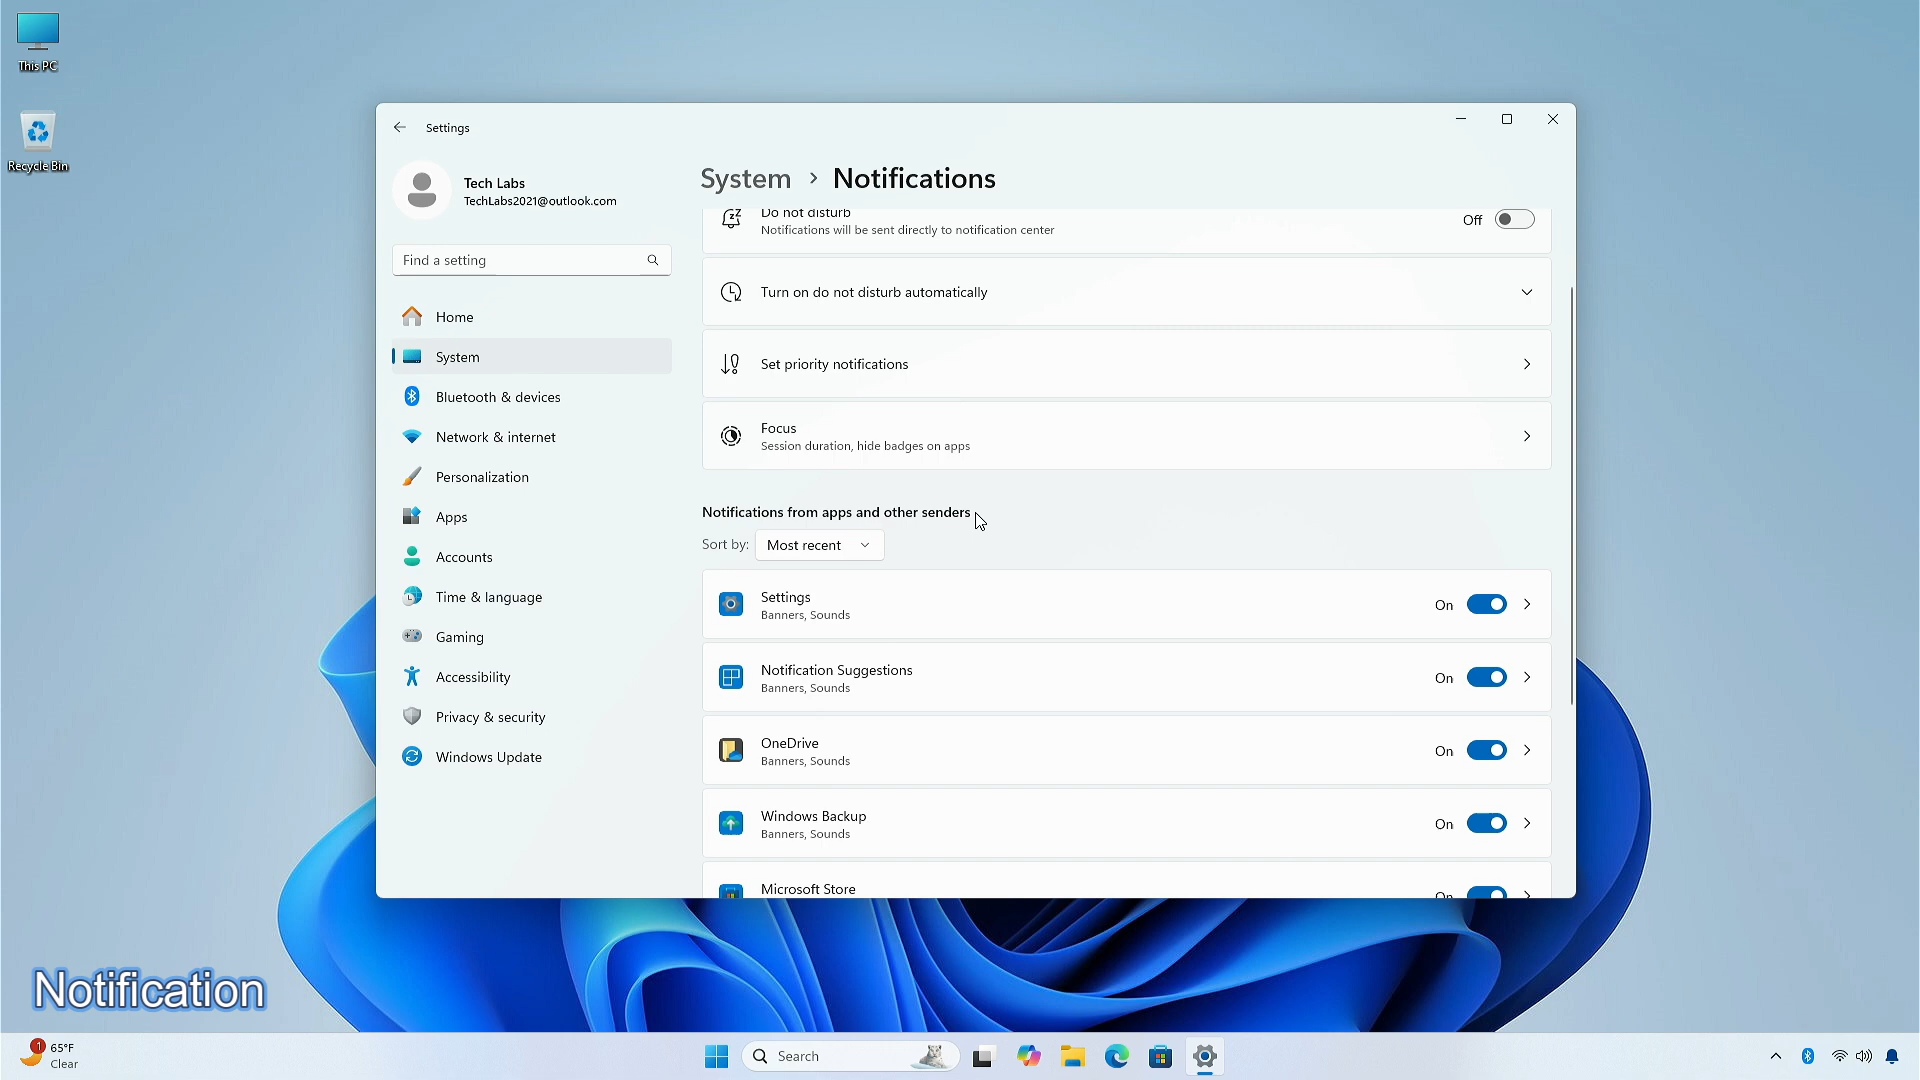 This PC
Recycle Bin
Settings
Tech Labs
TechLabs2021@outlook.com
Find a setting
Home
System
Bluetooth & devices
Network & internet
Personalization
Apps
Accounts
Time & language
Gaming
Accessibility
Privacy & security
Windows Update
System > Notifications
Do not disturb
Notifications will be sent directly to notification center
Off
Turn on do not disturb automatically
Set priority notifications
Focus
Session duration, hide badges on apps
Notifications from apps and other senders
Sort by: Most recent
Settings
Banners, Sounds
On
Notification Suggestions
Banners, Sounds
On
OneDrive
Banners, Sounds
On
Windows Backup
Banners, Sounds
On
Microsoft Store
On
Notification
1
65°F
Clear
Search